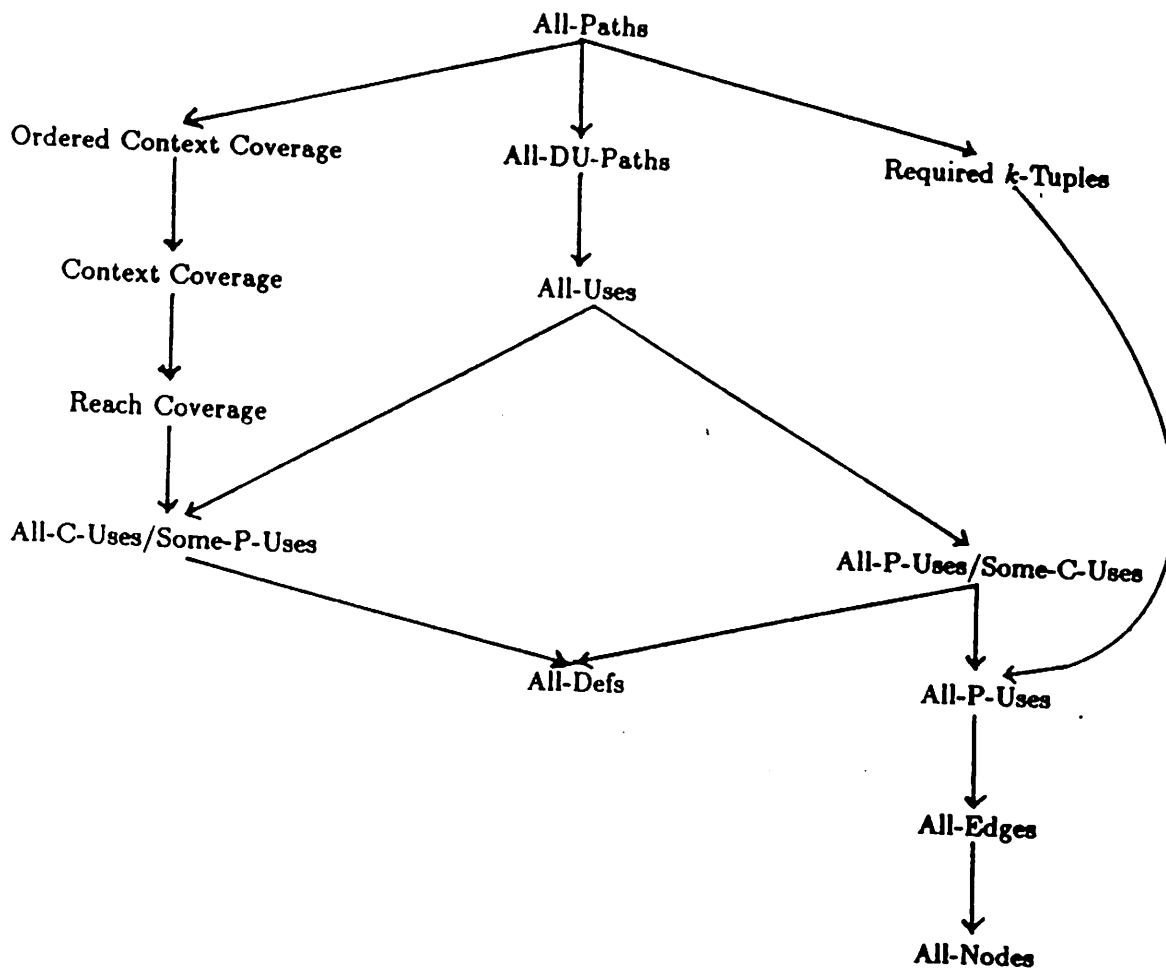 All-Paths
Ordered Context Coverage
All-DU-Paths
Required k-Tuples
Context Coverage
All-Uses
Reach Coverage
All-C-Uses/Some-P-Uses
All-P-Uses/Some-C-Uses
All-Defs
All-P-Uses
All-Edges
All-Nodes